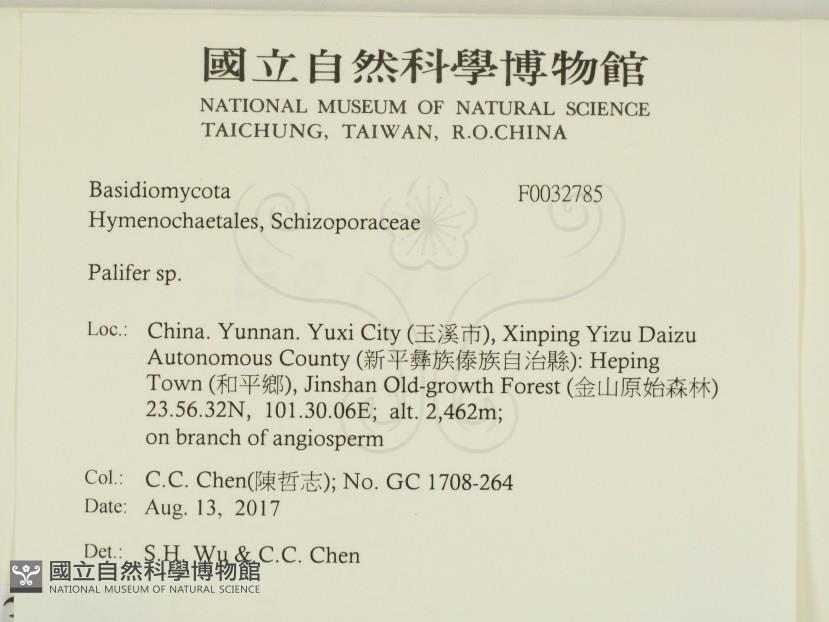 國立自然科學博物館
NATIONAL MUSEUM OF NATURAL SCIENCE
TAICHUNG, TAIWAN, R.O.CHINA
Basidiomycota F0032785
Hymenochaetales, Schizoporaceae
Palifer sp.
Loc.: China. Yunnan. Yuxi City (玉溪市), Xinping Yizu Daizu
Autonomous County (新平彝族傣族自治縣): Heping
Town (和平鄉), Jinshan Old-growth Forest (金山原始森林)
23.56.32N, 101.30.06E; alt. 2,462m;
on branch of angiosperm
Col.: C.C. Chen(陳哲志); No. GC 1708-264
Date: Aug. 13, 2017
Det.: S.H. Wu & C.C. Chen
國立自然科學博物館
NATIONAL MUSEUM OF NATURAL SCIENCE